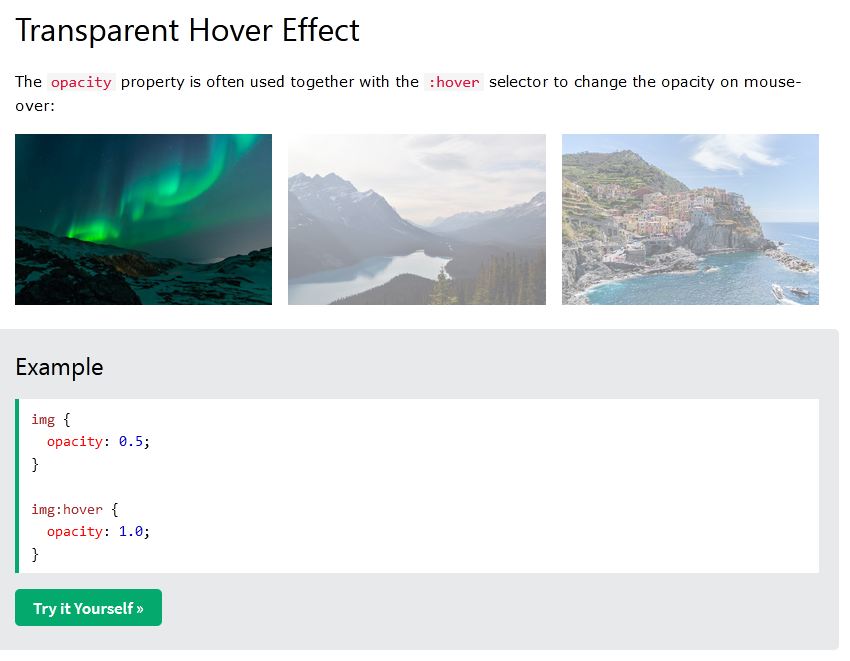 Transparent Hover Effect
The opacity property is often used together with the :hover selector to change the opacity on mouse-
over:
Example
img {
  opacity: 0.5;
}

img:hover {
  opacity: 1.0;
}
Try it Yourself »